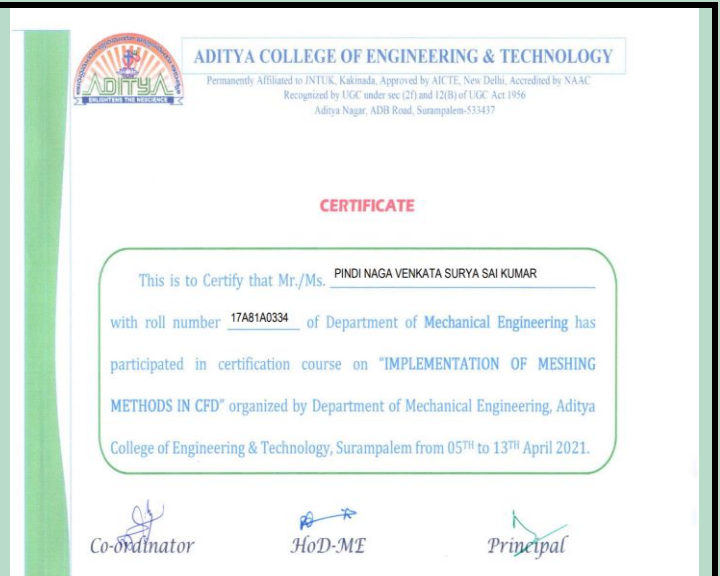 ADITYA
ENLIGHTENS THE NESCIENCE
ADITYA COLLEGE OF ENGINEERING & TECHNOLOGY
Permanently Affiliated to JNTUK, Kakinada, Approved by AICTE, New Delhi, Accredited by NAAC
Recognized by UGC under sec (2f) and 12(B) of UGC Act 1956
Aditya Nagar, ADB Road, Surampalem-533437
CERTIFICATE
This is to Certify that Mr./Ms. PINDI NAGA VENKATA SURYA SAI KUMAR
with roll number 17A81A0334 of Department of Mechanical Engineering has
participated in certification course on "IMPLEMENTATION OF MESHING
METHODS IN CFD" organized by Department of Mechanical Engineering, Aditya
College of Engineering & Technology, Surampalem from 05TH to 13TH April 2021.
Co-ordinator HoD-ME Principal